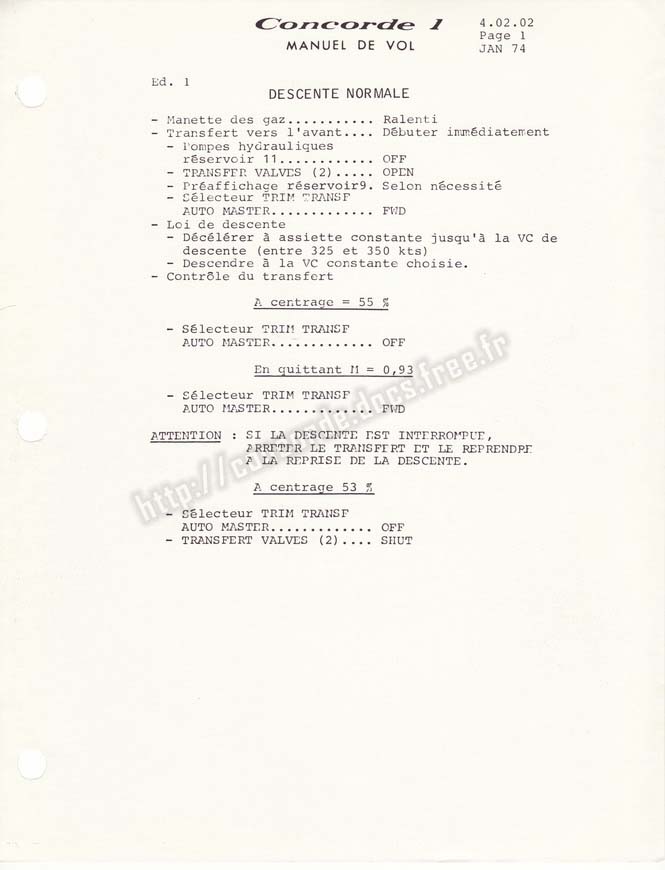 Concorde 1
MANUEL DE VOL
4.02.02
Page 1
JAN 74
Ed. 1
DESCENTE NORMALE
- Manette des gaz........... Ralenti
- Transfert vers l'avant.... Débuter immédiatement
- Pompes hydrauliques
réservoir 11............ OFF
- TRANSFER VALVES (2)..... OPEN
- Préaffichage réservoir9. Selon nécessité
- Sélecteur TRIM TRANSF
AUTO MASTER............. FWD
- Loi de descente
- Décélérer à assiette constante jusqu'à la VC de
descente (entre 325 et 350 kts)
- Descendre à la VC constante choisie.
- Contrôle du transfert
A centrage = 55 %
- Sélecteur TRIM TRANSF
AUTO MASTER............. OFF
En quittant M = 0,93
- Sélecteur TRIM TRANSF
AUTO MASTER............. FWD
ATTENTION : SI LA DESCENTE EST INTERROMPUE,
ARRETER LE TRANSFERT ET LE REPRENDRE
A LA REPRISE DE LA DESCENTE.
A centrage 53 %
- Sélecteur TRIM TRANSF
AUTO MASTER............. OFF
- TRANSFERT VALVES (2).... SHUT